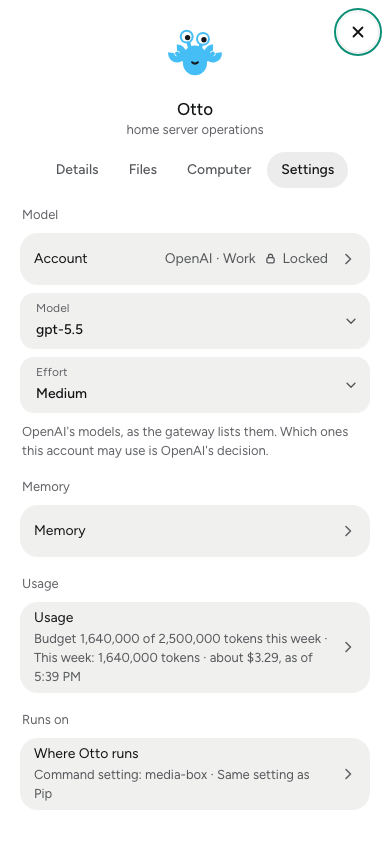 Otto
home server operations
Details Files Computer Settings
Model
Account OpenAI · Work Locked
Model
gpt-5.5
Effort
Medium
OpenAI's models, as the gateway lists them. Which ones
this account may use is OpenAI's decision.
Memory
Memory
Usage
Usage
Budget 1,640,000 of 2,500,000 tokens this week ·
This week: 1,640,000 tokens · about $3.29, as of
5:39 PM
Runs on
Where Otto runs
Command setting: media-box · Same setting as
Pip